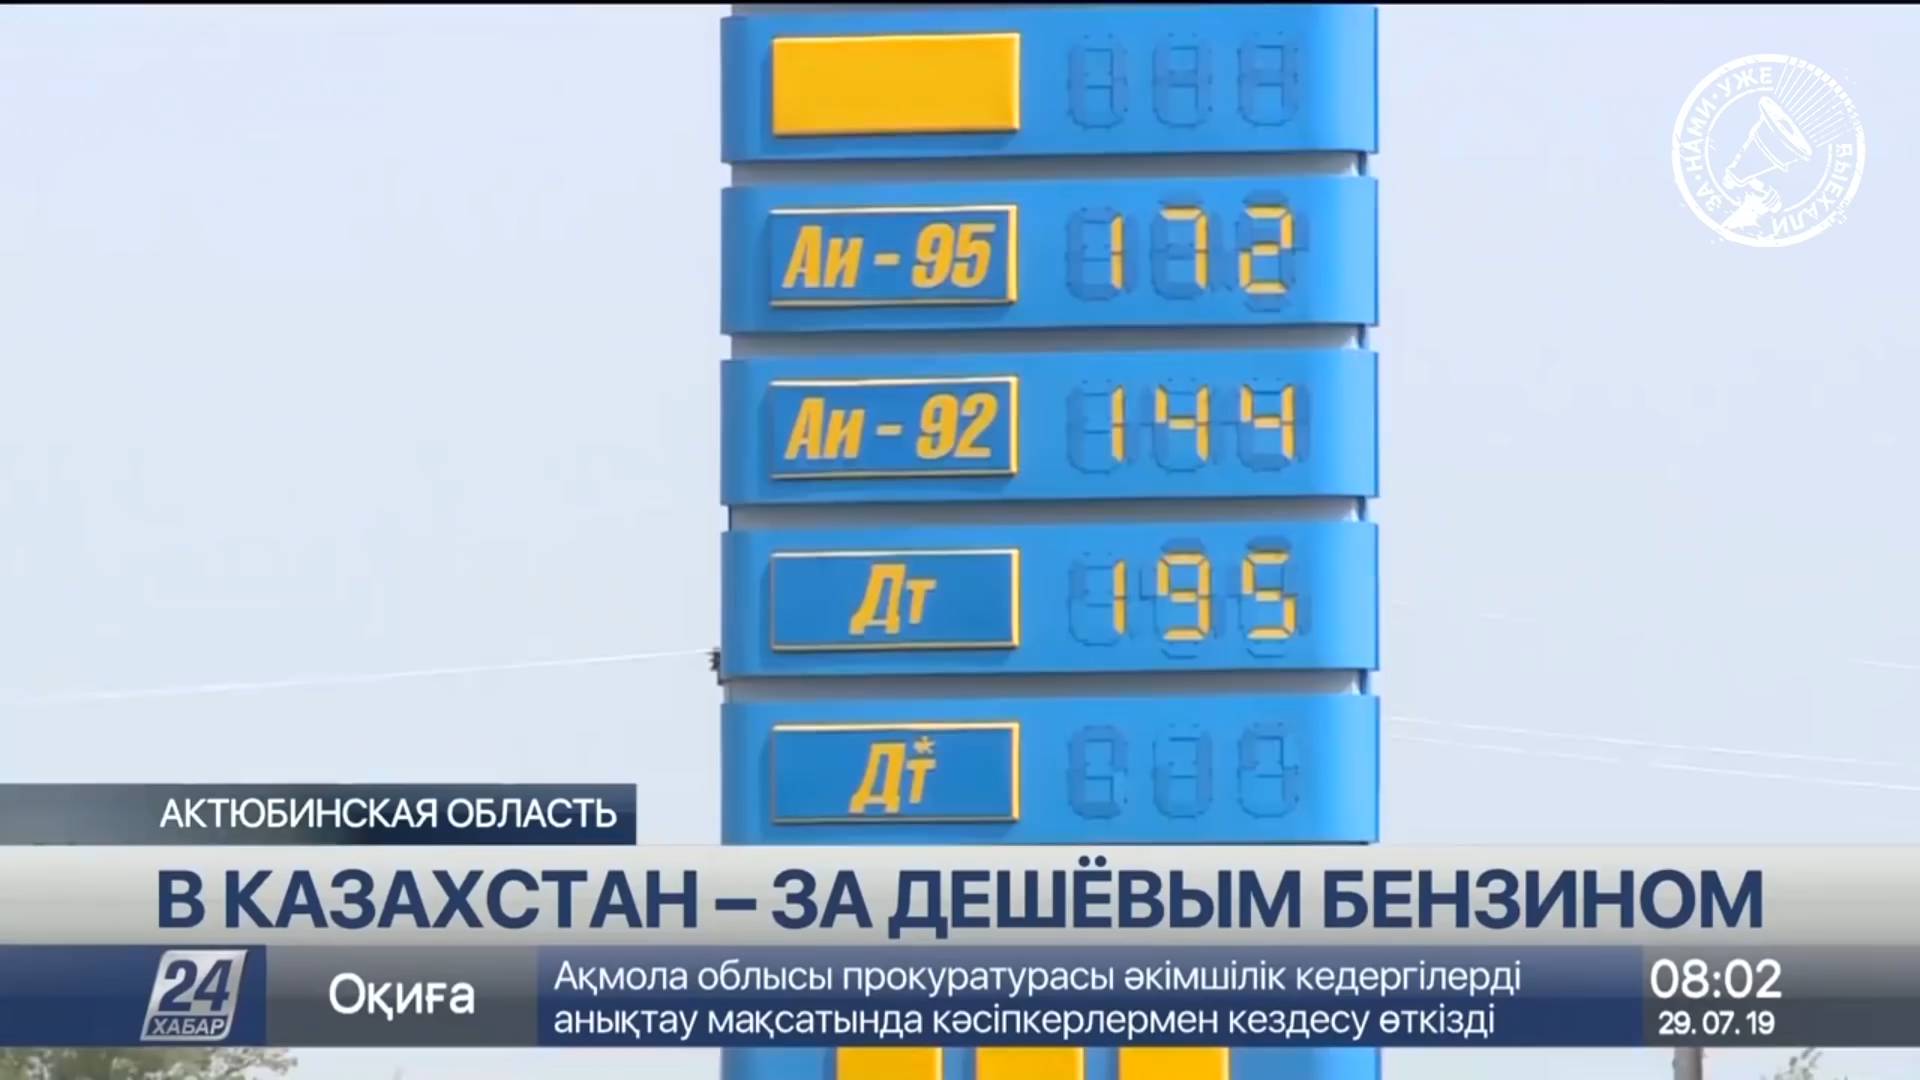 ЗА·НАМИ·УЖЕ ВЫЕХАЛИ
Аи - 95 172
Аи - 92 144
Дт 195
Дт*
АКТЮБИНСКАЯ ОБЛАСТЬ
В КАЗАХСТАН – ЗА ДЕШЁВЫМ БЕНЗИНОМ
24
ХАБАР
Оқиға
Ақмола облысы прокуратурасы әкімшілік кедергілерді
анықтау мақсатында кәсіпкерлермен кездесу өткізді
08:02
29.07.19